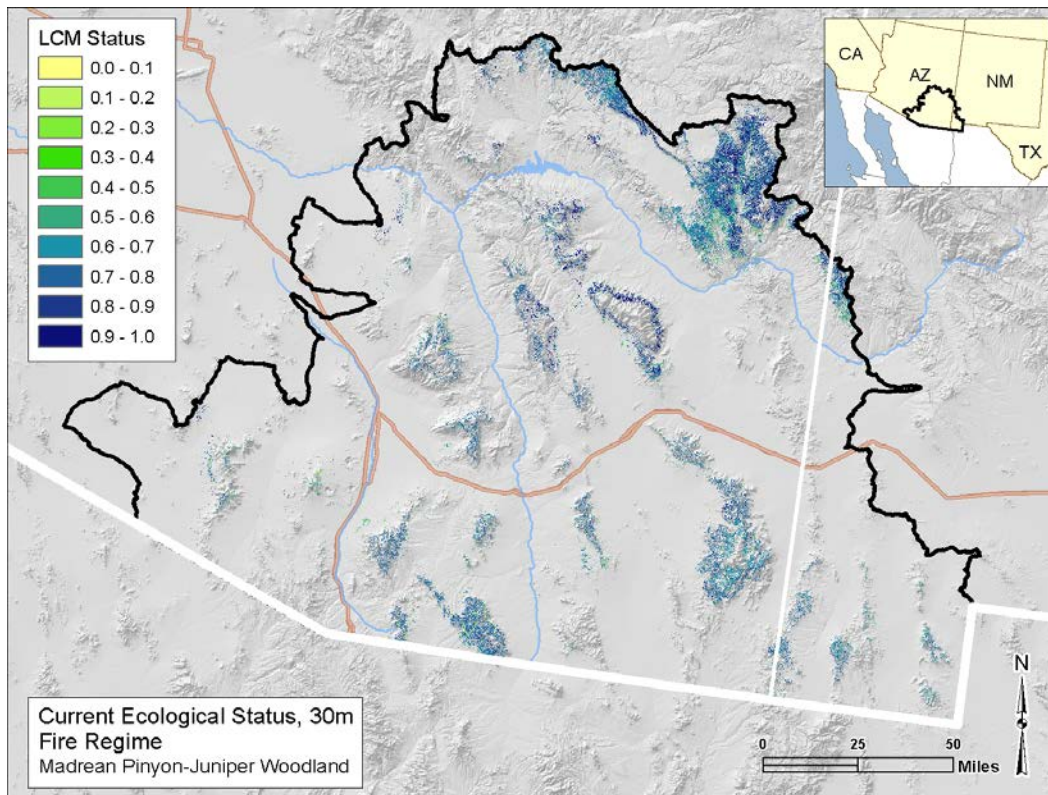 LCM Status
0.0 - 0.1
0.1 - 0.2
0.2 - 0.3
0.3 - 0.4
0.4 - 0.5
0.5 - 0.6
0.6 - 0.7
0.7 - 0.8
0.8 - 0.9
0.9 - 1.0
CA
AZ
NM
TX
Current Ecological Status, 30m
Fire Regime
Madrean Pinyon-Juniper Woodland
N
0 25 50
Miles